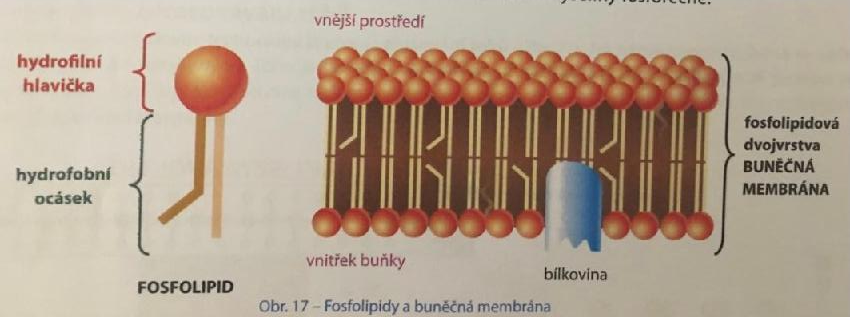 vnější prostředí
hydrofilní
hlavička
hydrofobní
ocásek
FOSFOLIPID
fosfolipidová
dvojvrstva
BUNĚČNÁ
MEMBRÁNA
vnitřek buňky
bílkovina
Obr. 17 – Fosfolipidy a buněčná membrána